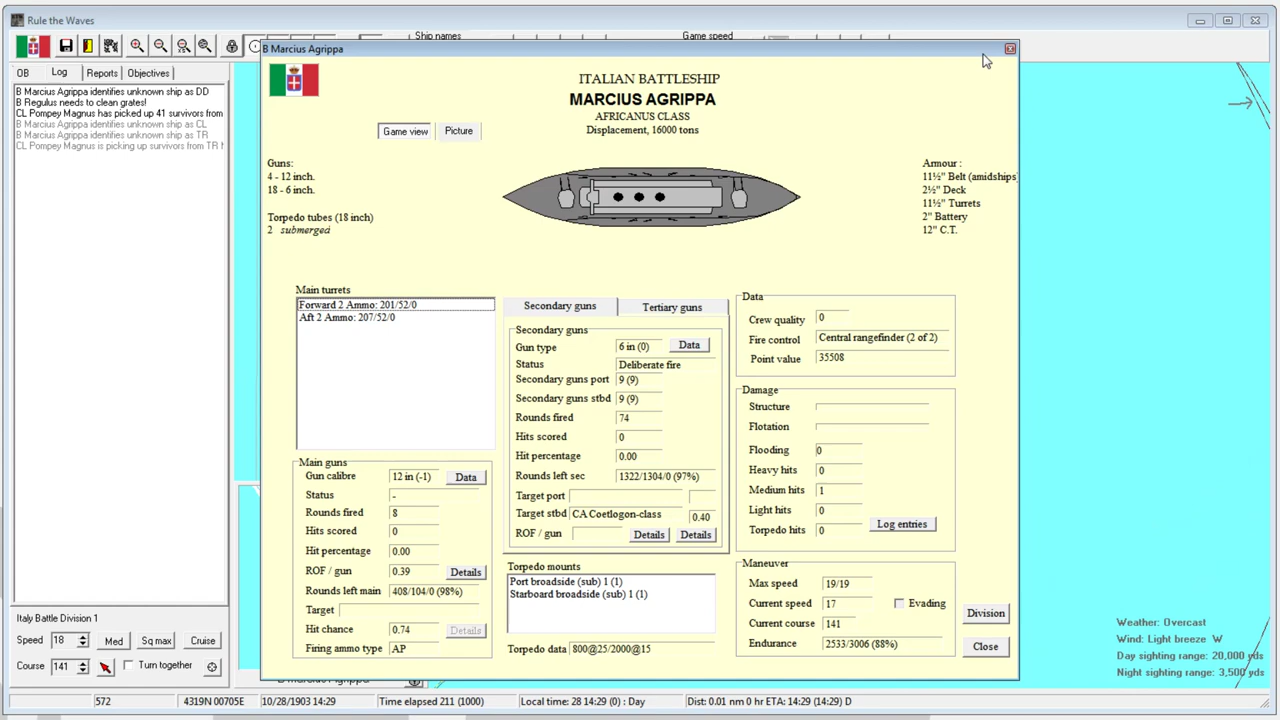 Rule the Waves
Ship names
Game speed
OB
Log
Reports
Objectives
B Marcius Agrippa identifies unknown ship as DD
B Regulus needs to clean grates!
CL Pompey Magnus has picked up 41 survivors from
B Marcius Agrippa identifies unknown ship as CL
B Marcius Agrippa identifies unknown ship as TR
CL Pompey Magnus is picking up survivors from TR
B Marcius Agrippa
ITALIAN BATTLESHIP
MARCIUS AGRIPPA
AFRICANUS CLASS
Displacement, 16000 tons
Game view
Picture
Guns:
4 - 12 inch.
18 - 6 inch.
Torpedo tubes (18 inch)
2 submerged
Armour :
11½" Belt (amidships)
2½" Deck
11½" Turrets
2" Battery
12" C.T.
Main turrets
Forward 2 Ammo: 201/52/0
Aft 2 Ammo: 207/52/0
Main guns
Gun calibre 12 in (-1) Data
Status -
Rounds fired 8
Hits scored 0
Hit percentage 0.00
ROF / gun 0.39 Details
Rounds left main 408/104/0 (98%)
Target
Hit chance 0.74 Details
Firing ammo type AP
Secondary guns
Tertiary guns
Secondary guns
Gun type 6 in (0) Data
Status Deliberate fire
Secondary guns port 9 (9)
Secondary guns stbd 9 (9)
Rounds fired 74
Hits scored 0
Hit percentage 0.00
Rounds left sec 1322/1304/0 (97%)
Target port
Target stbd CA Coetlogon-class 0.40
ROF / gun Details Details
Torpedo mounts
Port broadside (sub) 1 (1)
Starboard broadside (sub) 1 (1)
Torpedo data 800@25/2000@15
Data
Crew quality 0
Fire control Central rangefinder (2 of 2)
Point value 35508
Damage
Structure
Flotation
Flooding 0
Heavy hits 0
Medium hits 1
Light hits 0
Torpedo hits 0
Log entries
Maneuver
Max speed 19/19
Current speed 17 Evading
Current course 141
Endurance 2533/3006 (88%)
Division
Close
Italy Battle Division 1
Speed 18 Med Sq max Cruise
Course 141 Turn together
B Marcius Agrippa
Weather: Overcast
Wind: Light breeze W
Day sighting range: 20,000 yds
Night sighting range: 3,500 yds
572
4319N 00705E
10/28/1903 14:29
Time elapsed 211 (1000)
Local time: 28 14:29 (0) : Day
Dist: 0.01 nm 0 hr ETA: 14:29 (14:29) D